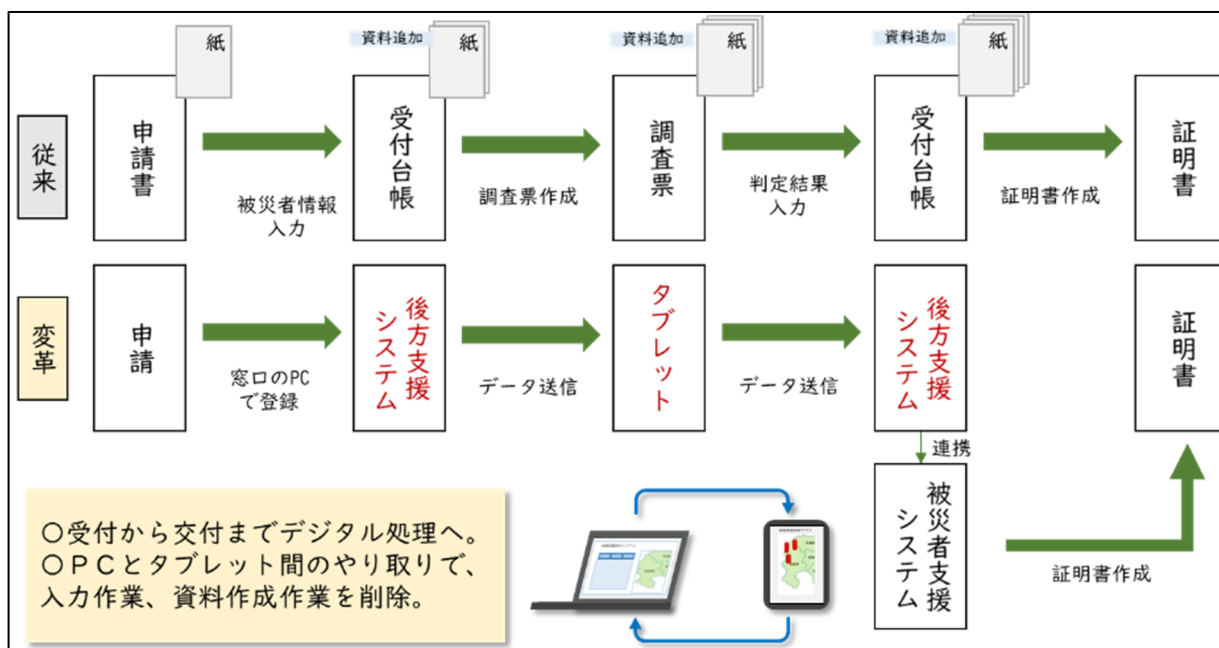 紙
資料追加
紙
資料追加
紙
資料追加
紙
従来
申請書
被災者情報
入力
受付台帳
調査票作成
調査票
判定結果
入力
受付台帳
証明書作成
証明書
変革
申請
窓口のPC
で登録
後方支援
システム
データ送信
タブレット
データ送信
後方支援
システム
連携
被災者支援
システム
証明書作成
証明書
〇受付から交付までデジタル処理へ。
〇ＰＣとタブレット間のやり取りで、
入力作業、資料作成作業を削除。